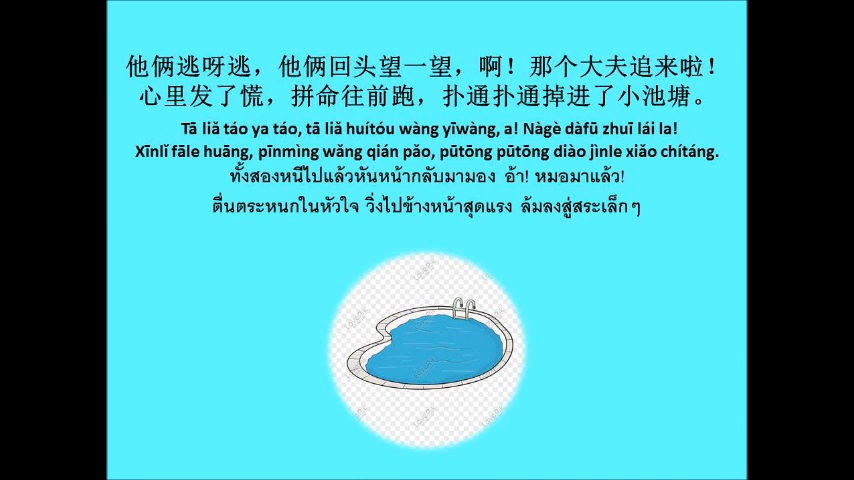 他俩逃呀逃，他俩回头望一望，啊！那个大夫追来啦！
心里发了慌，拼命往前跑，扑通扑通掉进了小池塘。
Tā liǎ táo ya táo, tā liǎ huítóu wàng yīwàng, a! Nàgè dàfū zhuī lái la!
Xīnlǐ fāle huāng, pīnmìng wǎng qián pǎo, pūtōng pūtōng diào jìnle xiǎo chítáng.
ทั้งสองหนีไปแล้วหันหน้ากลับมามอง อ้า! หมอมาแล้ว!
ตื่นตระหนกในหัวใจ วิ่งไปข้างหน้าสุดแรง ล้มลงสู่สระเล็กๆ